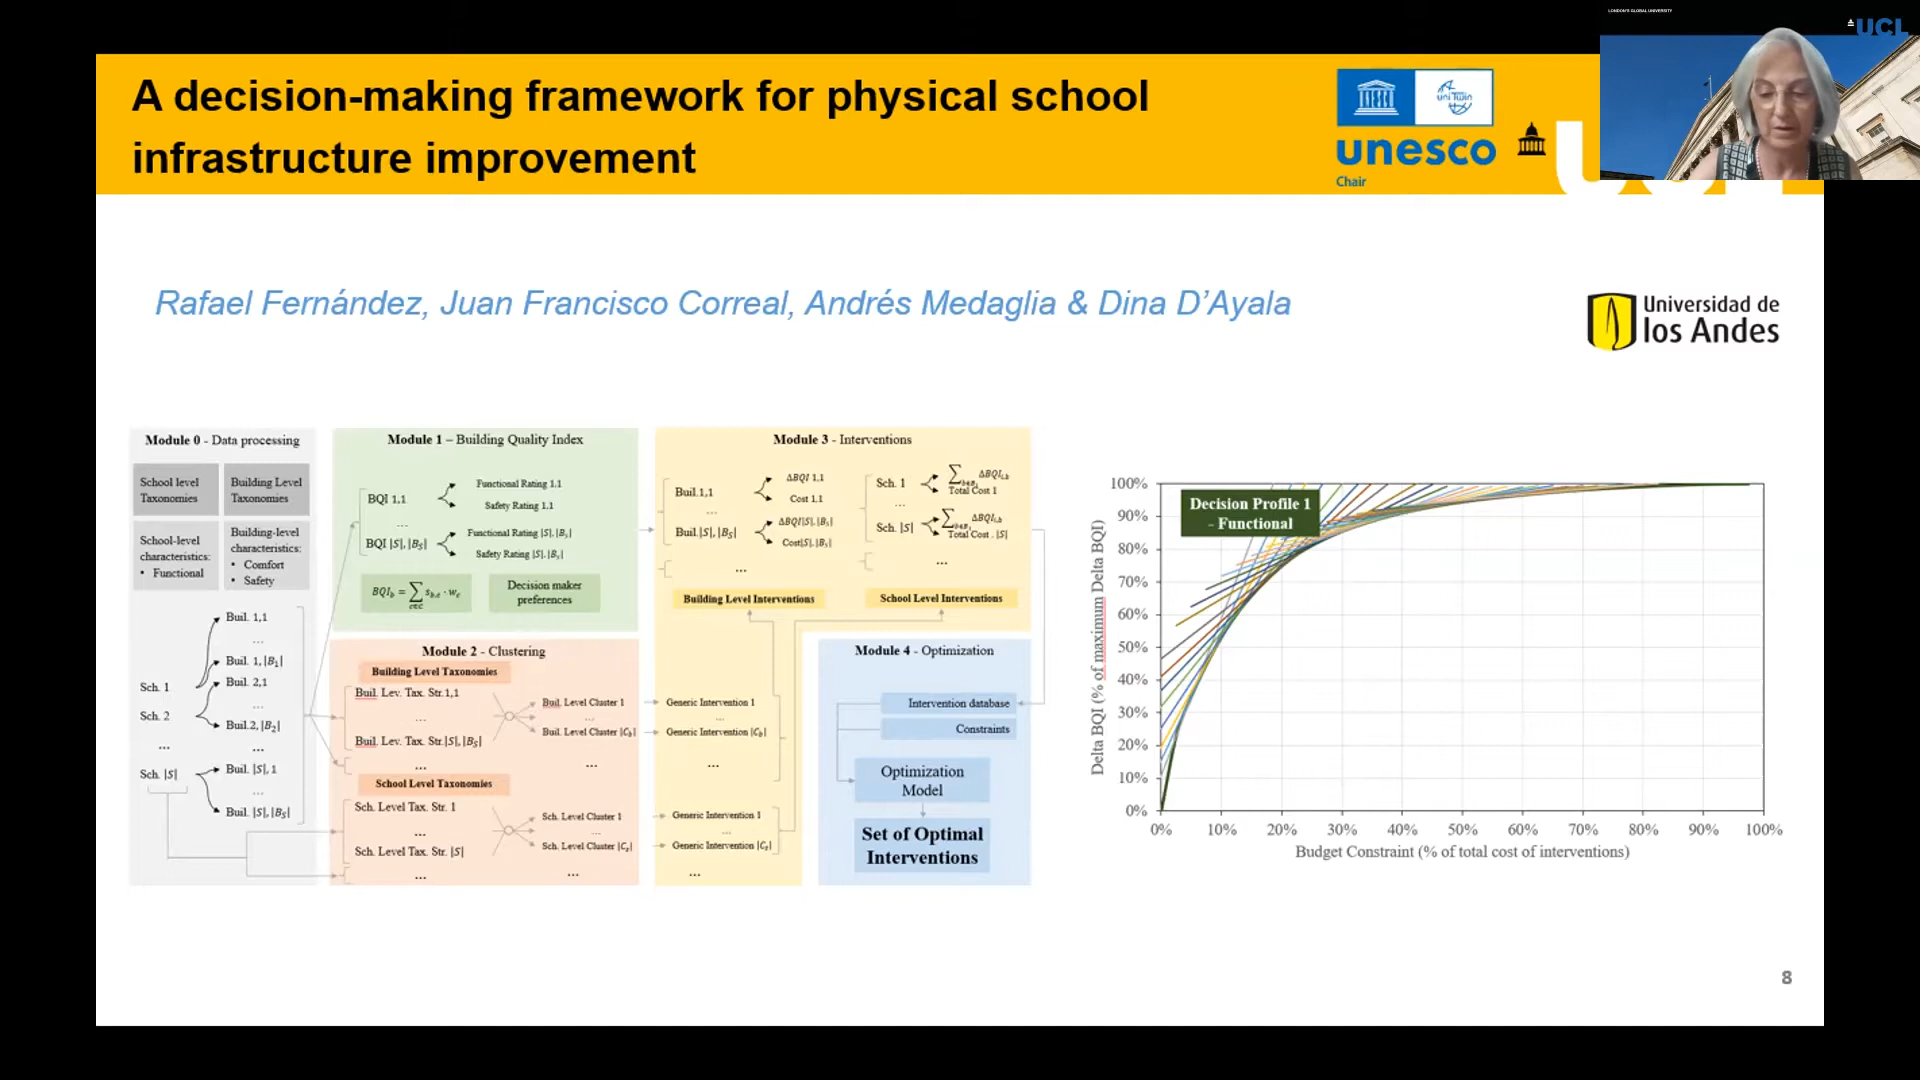 LONDON'S GLOBAL UNIVERSITY
UCL
A decision-making framework for physical school
infrastructure improvement
uni Twin
unesco
Chair
Rafael Fernández, Juan Francisco Correal, Andrés Medaglia & Dina D'Ayala
Universidad de
los Andes
Module 0 - Data processing
School level
Taxonomies
Building Level
Taxonomies
School-level
characteristics:
• Functional
Building-level
characteristics:
• Comfort
• Safety
Buil. 1,1
...
Buil. 1, |B₁|
Sch. 1
Buil. 2,1
...
Sch. 2
Buil.2, |B₂|
...
...
Sch. |S|
Buil. |S|, 1
...
Buil. |S|, |B_S|
Module 1 – Building Quality Index
BQI 1,1
Functional Rating 1.1
Safety Rating 1.1
...
BQI |S|, |B_S|
Functional Rating |S|. |B_s|
Safety Rating |S|. |B_s|
BQI_b = ∑ s_b,c · w_c
c∈C
Decision maker
preferences
Module 2 - Clustering
Building Level Taxonomies
Buil. Lev. Tax. Str.1,1
...
Buil. Lev. Tax. Str.|S|, |B_S|
...
Buil. Level Cluster 1
...
Buil. Level Cluster |C_b|
...
School Level Taxonomies
Sch. Level Tax. Str. 1
...
Sch. Level Tax. Str. |S|
...
Sch. Level Cluster 1
...
Sch. Level Cluster |C_s|
...
Module 3 - Interventions
Buil.1,1
ΔBQI 1.1
Cost 1.1
...
Buil.|S|, |B_S|
ΔBQI|S|. |B_s|
Cost|S|. |B_s|
...
Sch. 1
∑ ΔBQI_i,b
Total Cost 1
...
Sch. |S|
∑ ΔBQI_i,b
Total Cost . |S|
...
Building Level Interventions
School Level Interventions
Generic Intervention 1
...
Generic Intervention |C_b|
...
Generic Intervention 1
...
Generic Intervention |C_s|
...
Module 4 - Optimization
Intervention database
Constraints
Optimization
Model
Set of Optimal
Interventions
Decision Profile 1
- Functional
Delta BQI (% of maximum Delta BQI)
100%
90%
80%
70%
60%
50%
40%
30%
20%
10%
0%
0% 10% 20% 30% 40% 50% 60% 70% 80% 90% 100%
Budget Constraint (% of total cost of interventions)
8